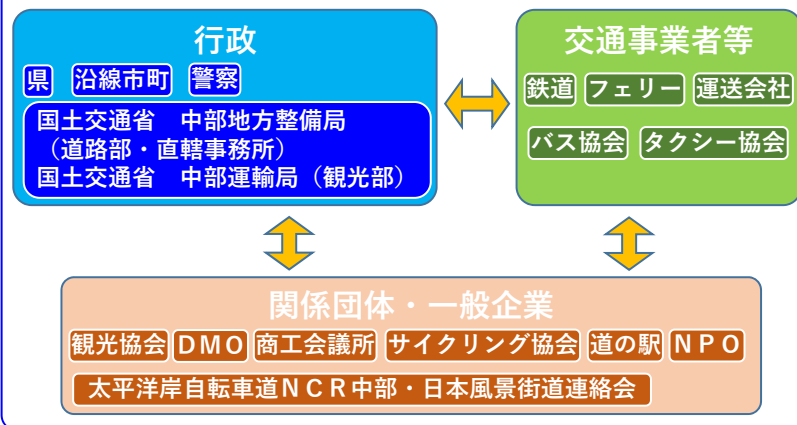 行政
県 沿線市町 警察
国土交通省 中部地方整備局
（道路部・直轄事務所）
国土交通省 中部運輸局（観光部）
交通事業者等
鉄道 フェリー 運送会社
バス協会 タクシー協会
関係団体・一般企業
観光協会 ＤＭＯ 商工会議所 サイクリング協会 道の駅 ＮＰＯ
太平洋岸自転車道ＮＣＲ中部・日本風景街道連絡会